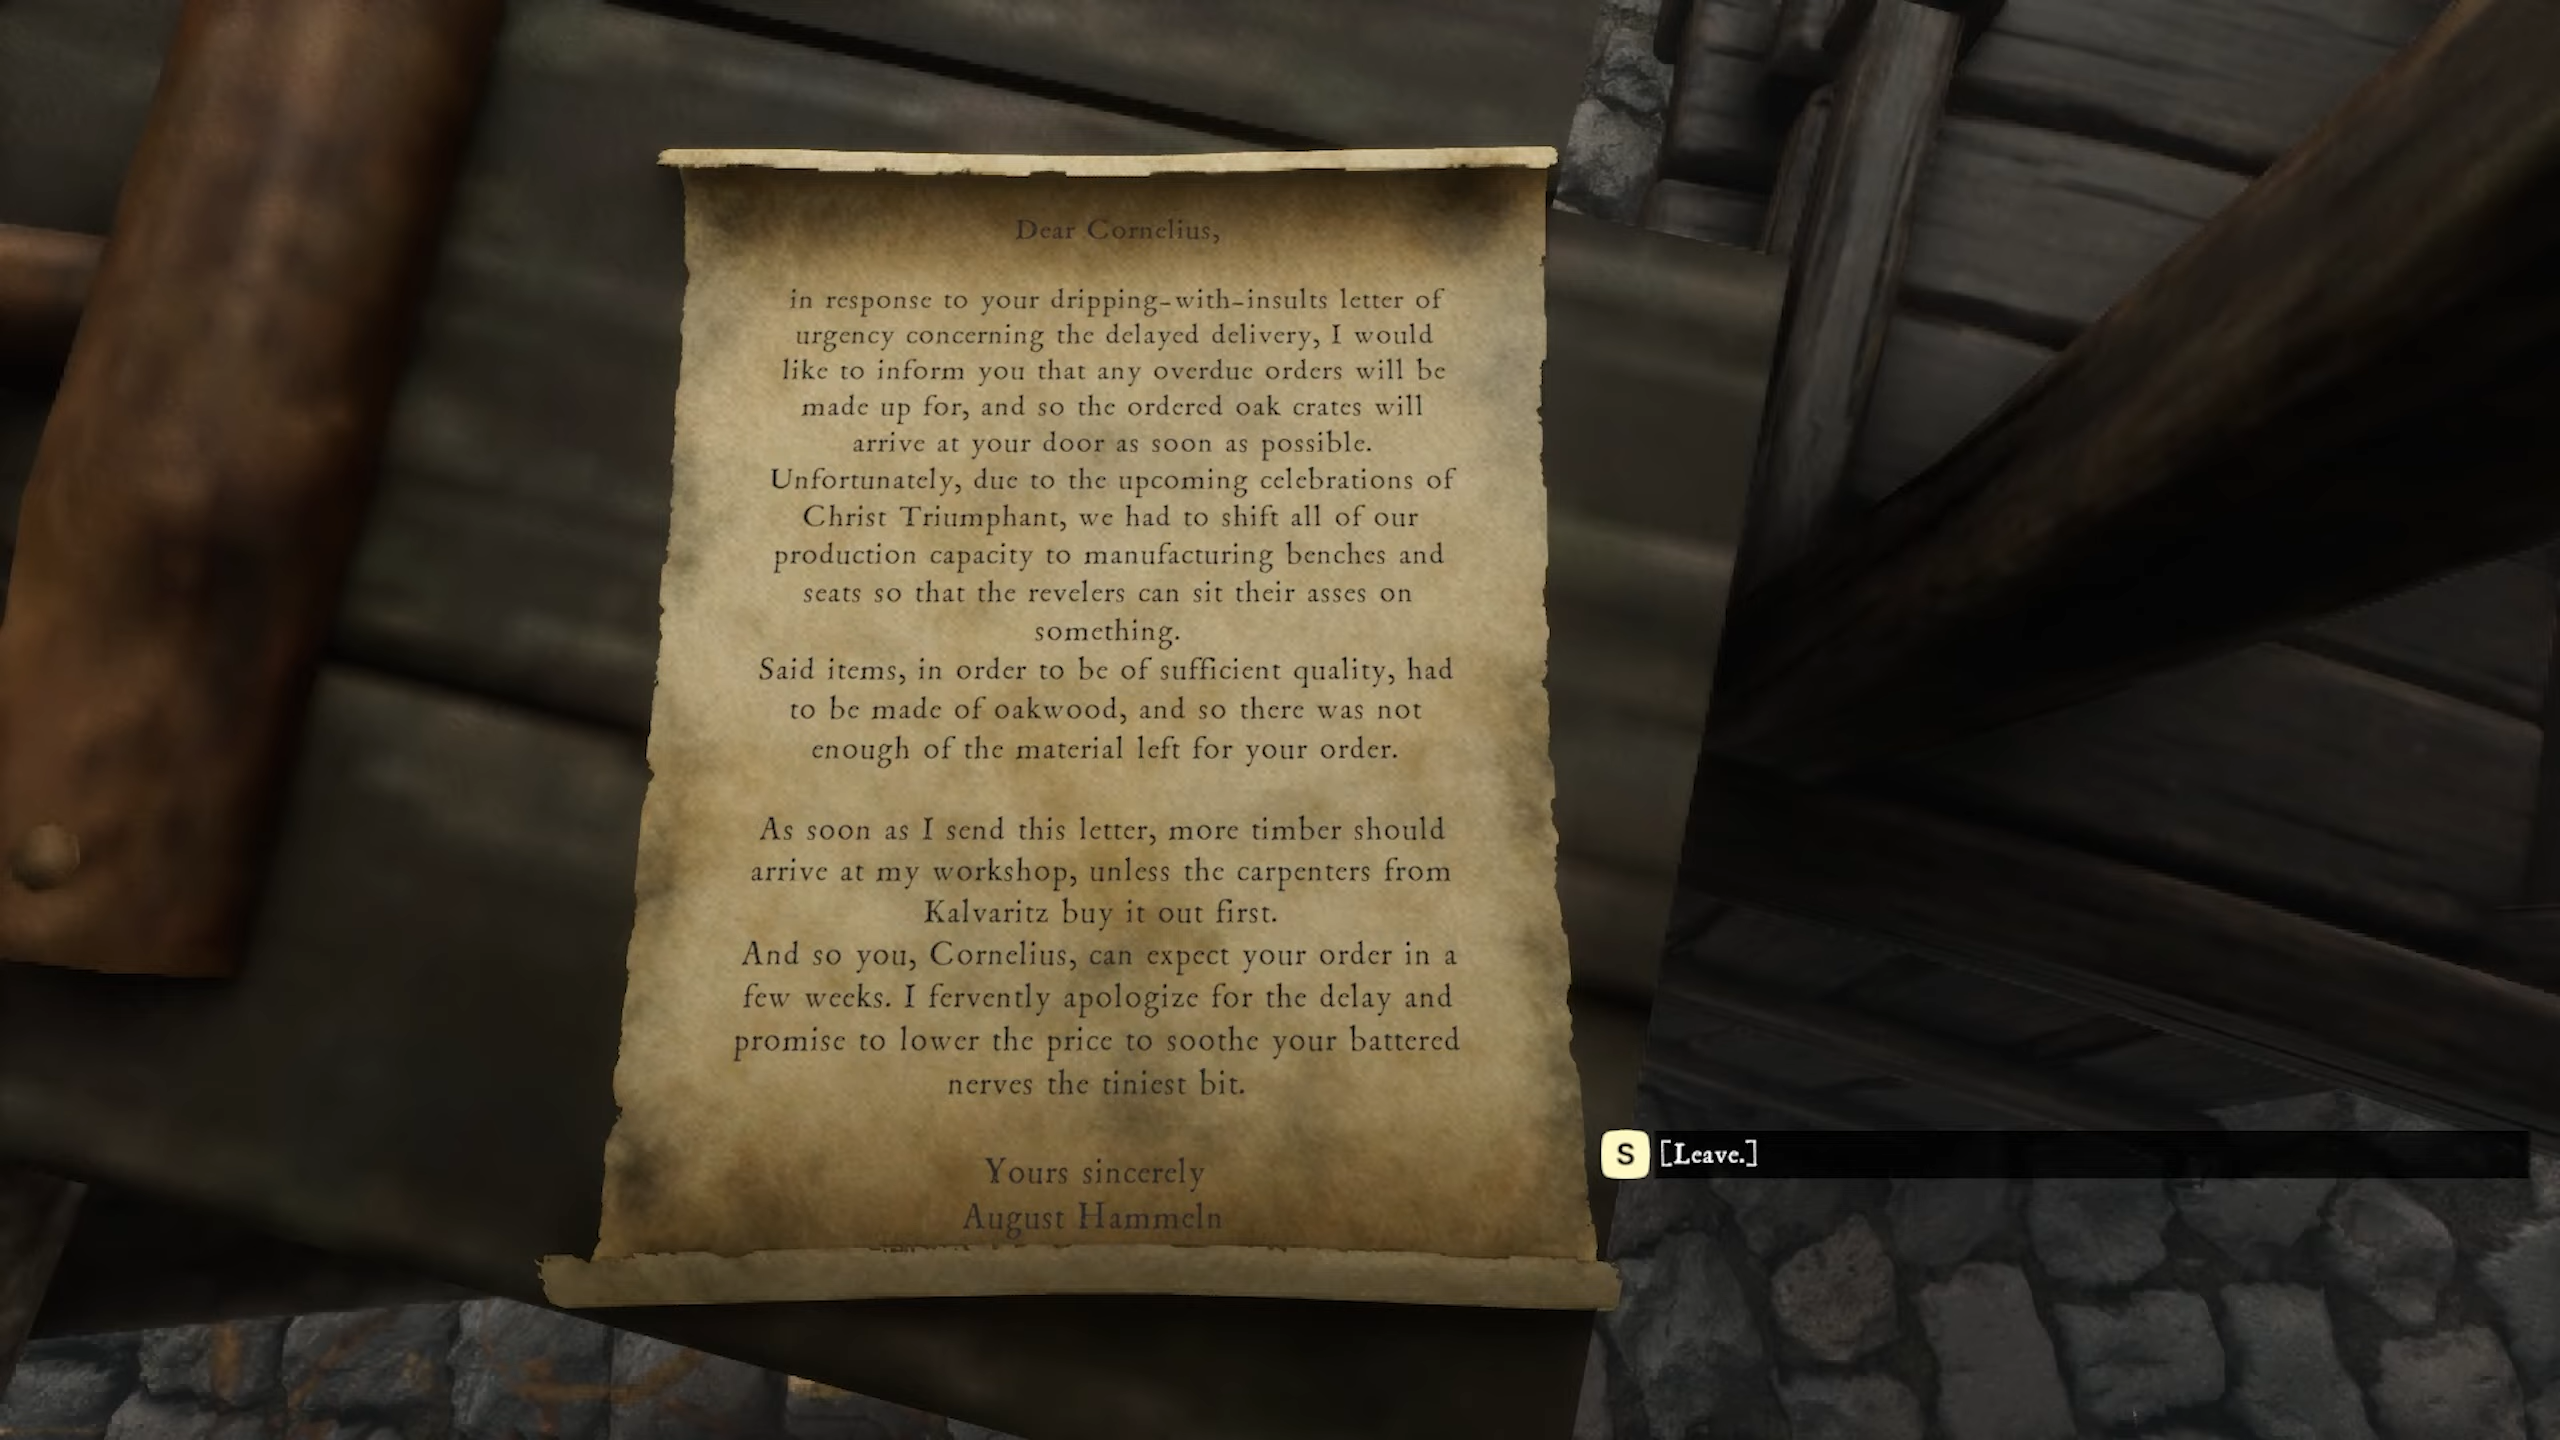 Dear Cornelius,
in response to your dripping-with-insults letter of
urgency concerning the delayed delivery, I would
like to inform you that any overdue orders will be
made up for, and so the ordered oak crates will
arrive at your door as soon as possible.
Unfortunately, due to the upcoming celebrations of
Christ Triumphant, we had to shift all of our
production capacity to manufacturing benches and
seats so that the revelers can sit their asses on
something.
Said items, in order to be of sufficient quality, had
to be made of oakwood, and so there was not
enough of the material left for your order.
As soon as I send this letter, more timber should
arrive at my workshop, unless the carpenters from
Kalvaritz buy it out first.
And so you, Cornelius, can expect your order in a
few weeks. I fervently apologize for the delay and
promise to lower the price to soothe your battered
nerves the tiniest bit.
Yours sincerely
August Hammeln
S [Leave.]